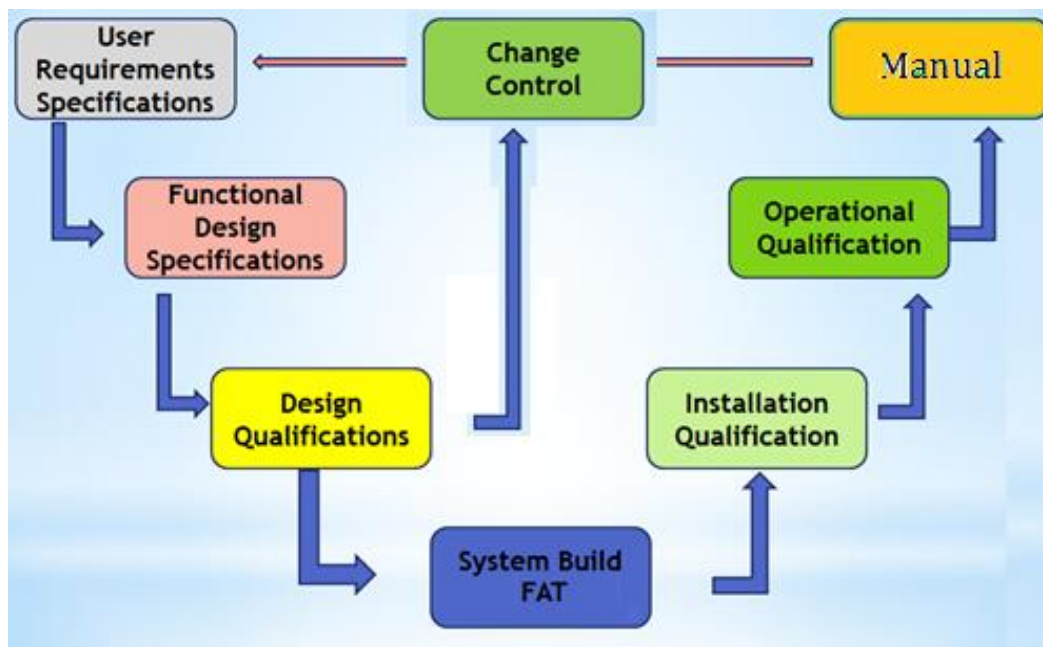 User
Requirements
Specifications
Change
Control
Manual
Functional
Design
Specifications
Operational
Qualification
Design
Qualifications
Installation
Qualification
System Build
FAT